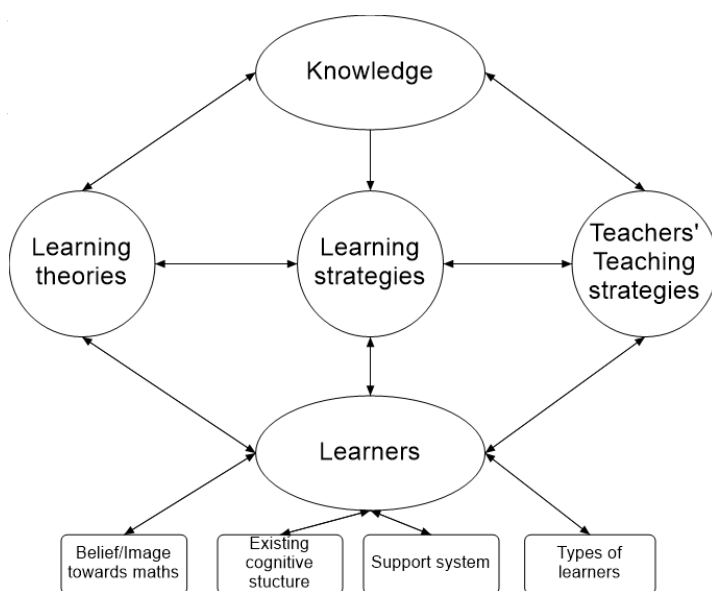 Knowledge
Learning
theories
Learning
strategies
Teachers'
Teaching
strategies
Learners
Belief/Image
towards maths
Existing
cognitive
stucture
Support system
Types of
learners